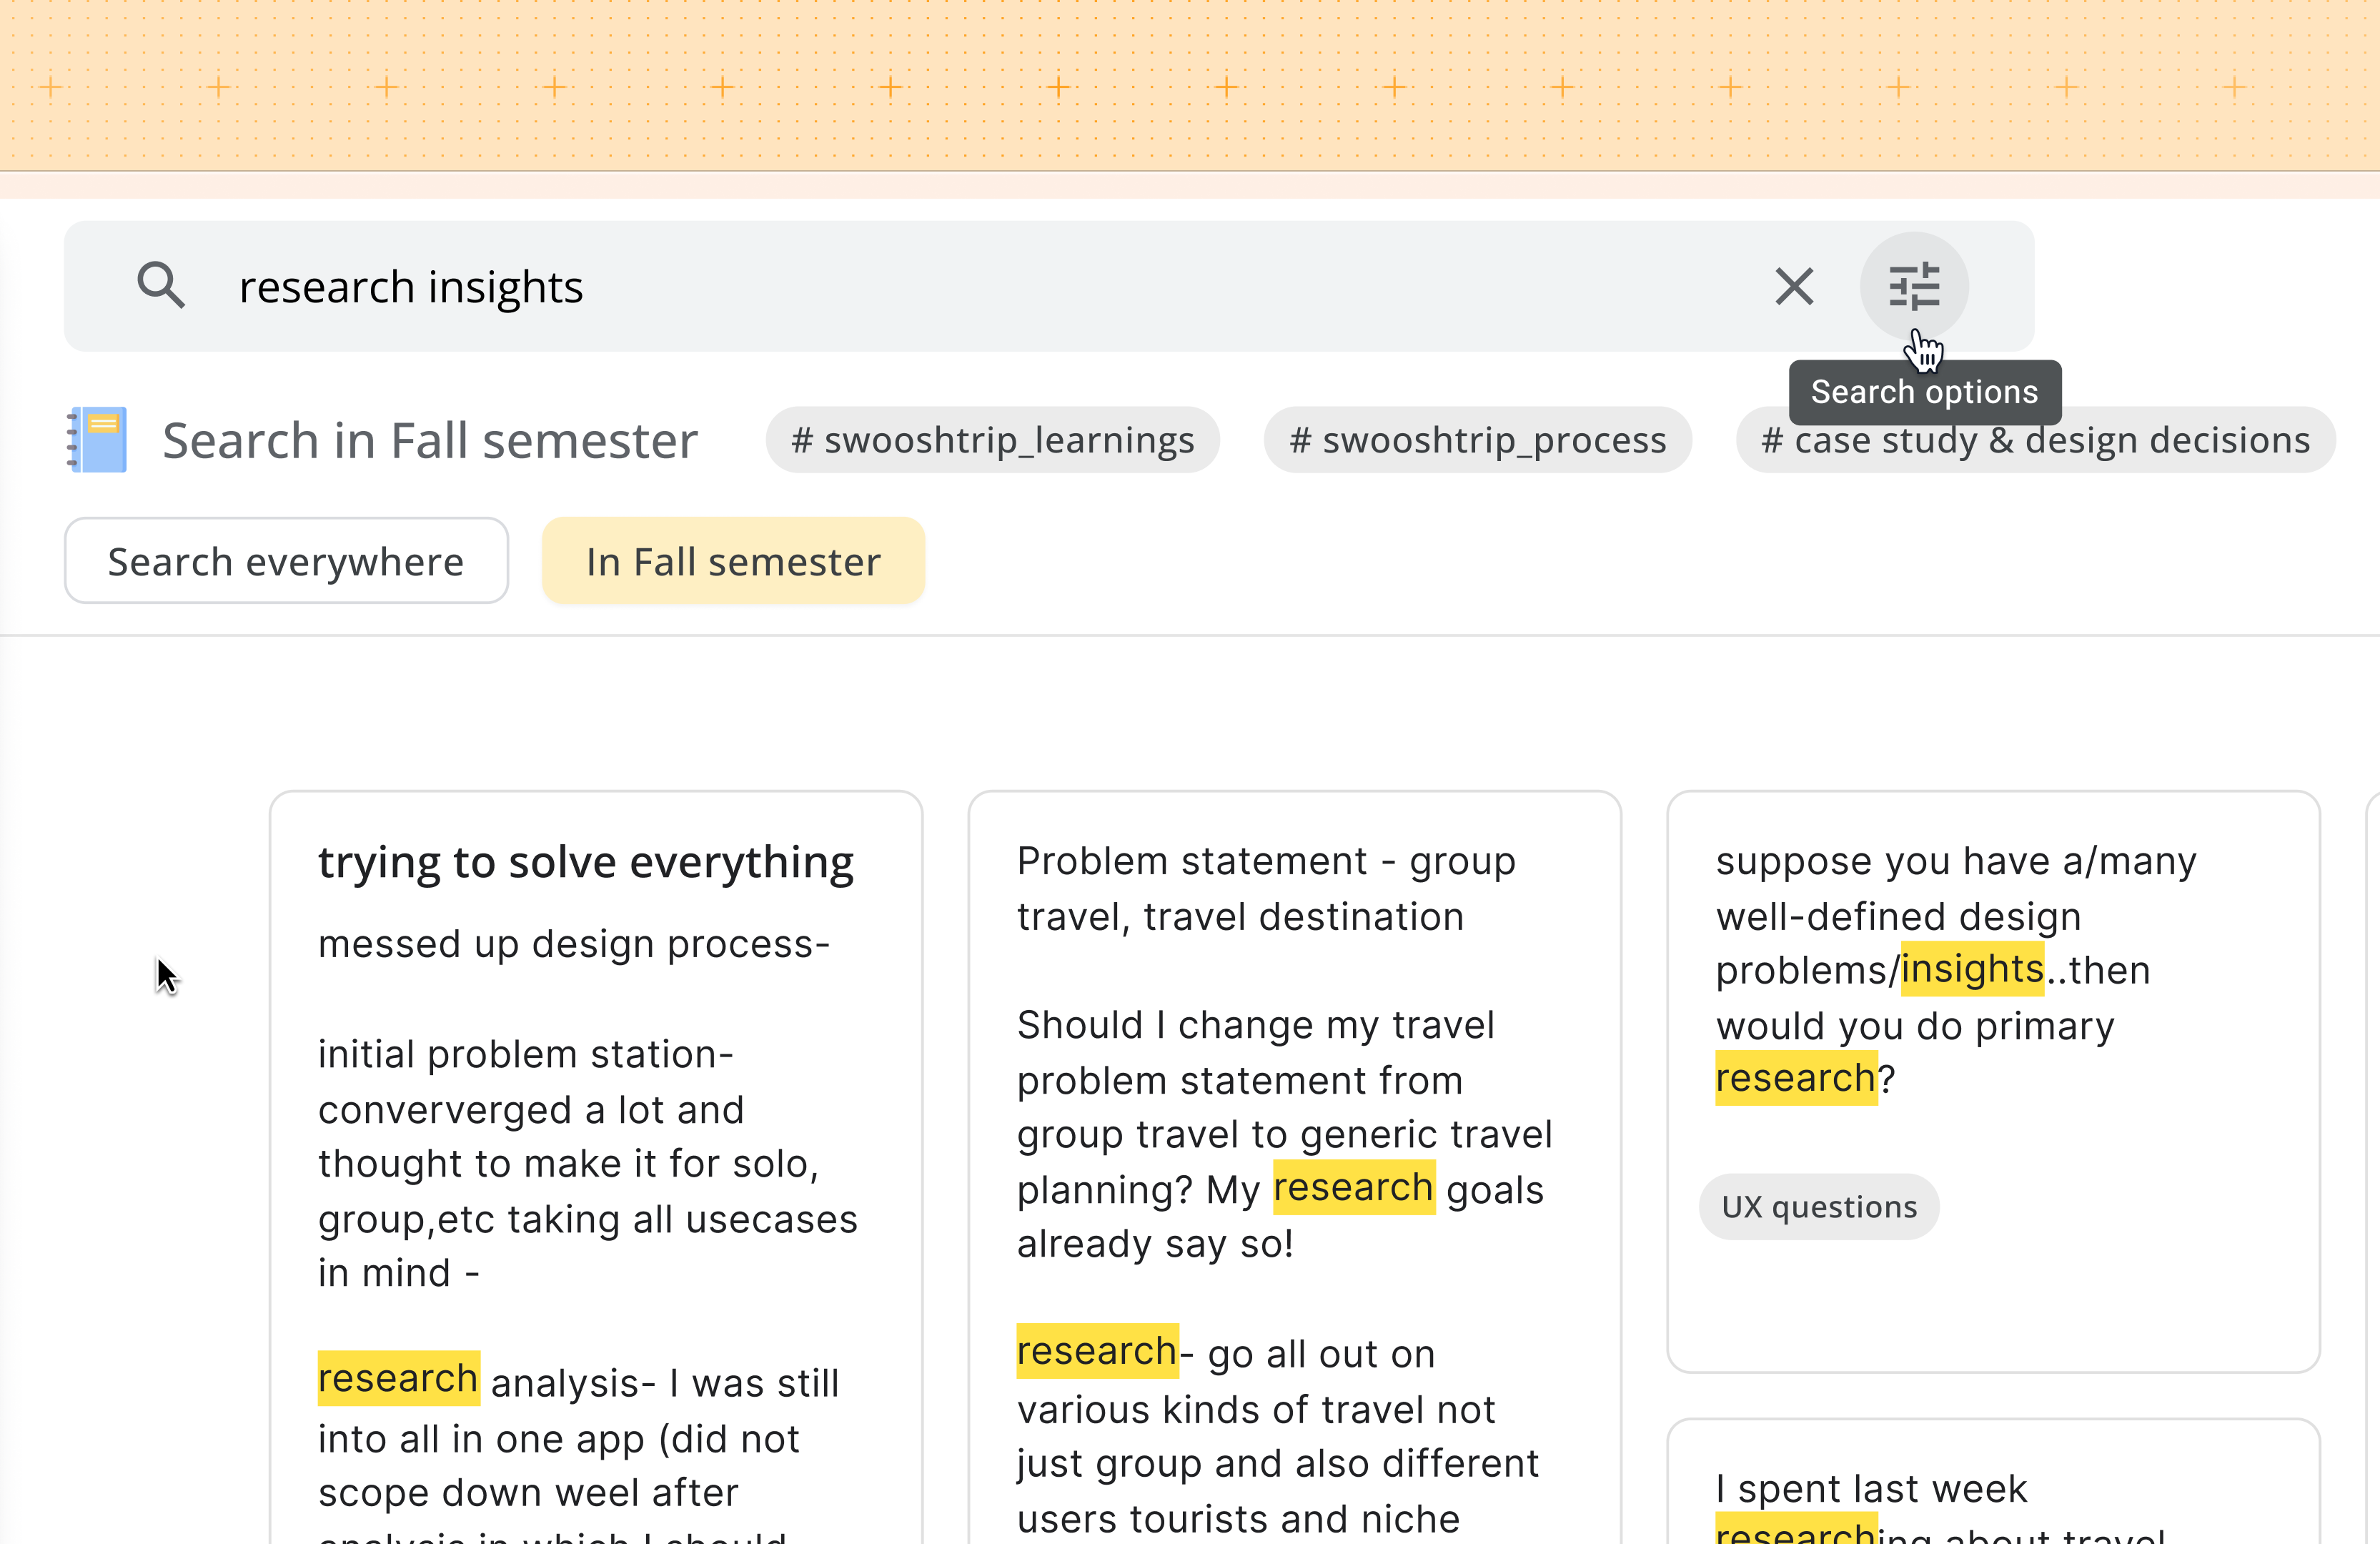 research insights
Search options
Search in Fall semester
# swooshtrip_learnings
# swooshtrip_process
# case study & design decisions
Search everywhere
In Fall semester
trying to solve everything
messed up design process-
initial problem station-
conververged a lot and
thought to make it for solo,
group,etc taking all usecases
in mind -
research analysis- I was still
into all in one app (did not
scope down weel after
analysis in which I should
Problem statement - group
travel, travel destination
Should I change my travel
problem statement from
group travel to generic travel
planning? My research goals
already say so!
research- go all out on
various kinds of travel not
just group and also different
users tourists and niche
suppose you have a/many
well-defined design
problems/insights..then
would you do primary
research?
UX questions
I spent last week
researching about travel